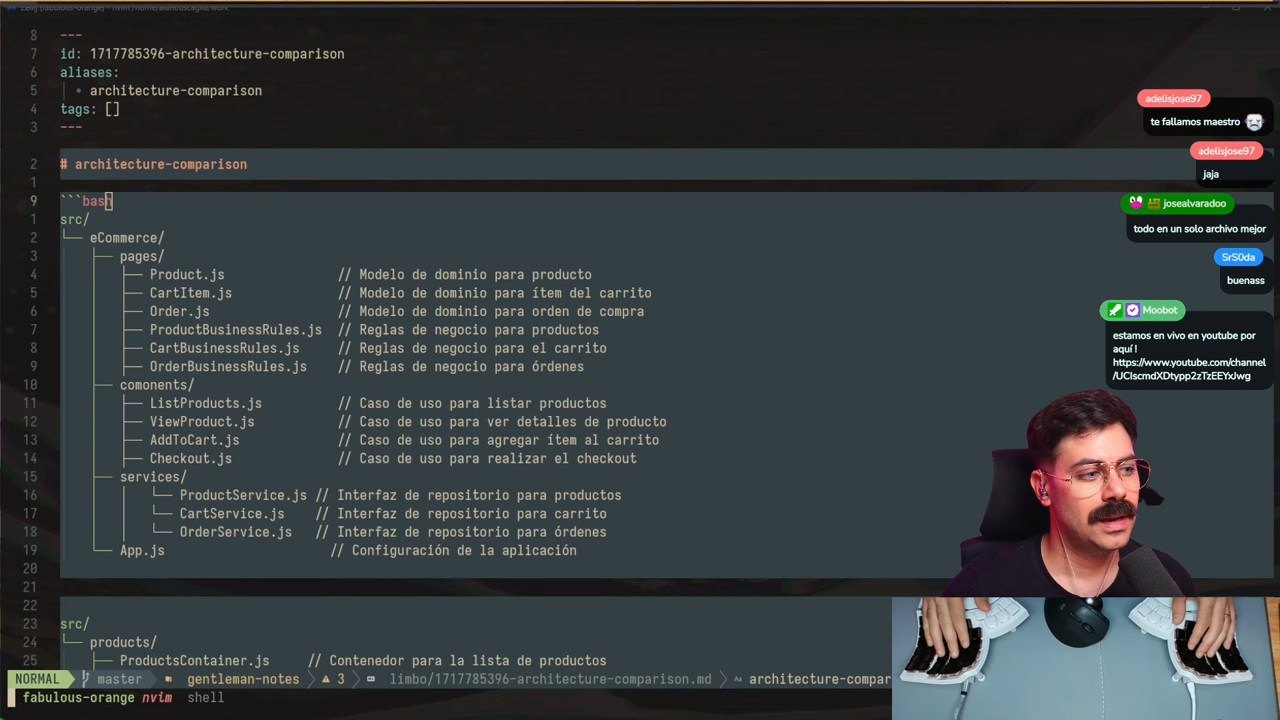 Zellij (fabulous-orange) - nvim /home/alanbuscaglia/work
8 ---
7 id: 1717785396-architecture-comparison
6 aliases:
5 • architecture-comparison
4 tags: []
3 ---
2 # architecture-comparison
1
9 ```bash
1 src/
2 └── eCommerce/
3 ├── pages/
4 ├── Product.js // Modelo de dominio para producto
5 ├── CartItem.js // Modelo de dominio para ítem del carrito
6 ├── Order.js // Modelo de dominio para orden de compra
7 ├── ProductBusinessRules.js // Reglas de negocio para productos
8 ├── CartBusinessRules.js // Reglas de negocio para el carrito
9 ├── OrderBusinessRules.js // Reglas de negocio para órdenes
10 ├── comonents/
11 ├── ListProducts.js // Caso de uso para listar productos
12 ├── ViewProduct.js // Caso de uso para ver detalles de producto
13 ├── AddToCart.js // Caso de uso para agregar ítem al carrito
14 ├── Checkout.js // Caso de uso para realizar el checkout
15 ├── services/
16 │ └── ProductService.js // Interfaz de repositorio para productos
17 │ └── CartService.js // Interfaz de repositorio para carrito
18 │ └── OrderService.js // Interfaz de repositorio para órdenes
19 └── App.js // Configuración de la aplicación
20
21
22
23 src/
24 └── products/
25 ├── ProductsContainer.js // Contenedor para la lista de productos
NORMAL master gentleman-notes 3 limbo/1717785396-architecture-comparison.md architecture-compar
fabulous-orange nvim shell
adelisjose97
te fallamos maestro
adelisjose97
jaja
josealvaradoo
todo en un solo archivo mejor
SrS0da
buenass
Moobot
estamos en vivo en youtube por
aquí !
https://www.youtube.com/channel
/UCIscmdXDtypp2zTzEEYxJwg